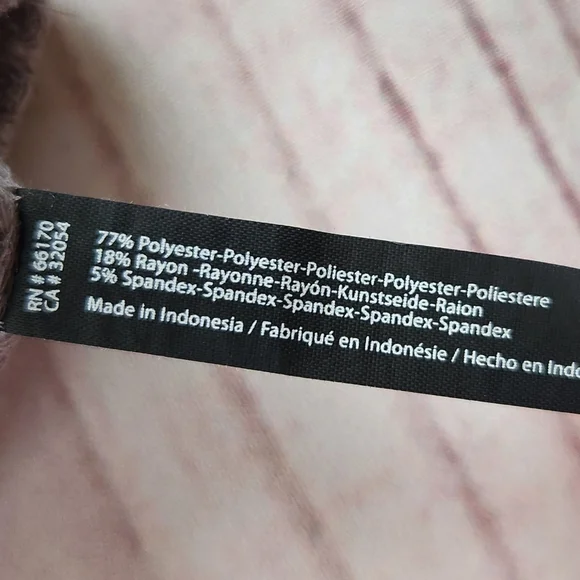 RN # 66170
CA # 32054
77% Polyester-Polyester-Poliester-Polyester-Poliestere
18% Rayon -Rayonne-Rayón-Kunstseide-Raion
5% Spandex-Spandex-Spandex-Spandex-Spandex
Made in Indonesia / Fabriqué en Indonésie / Hecho en Indo